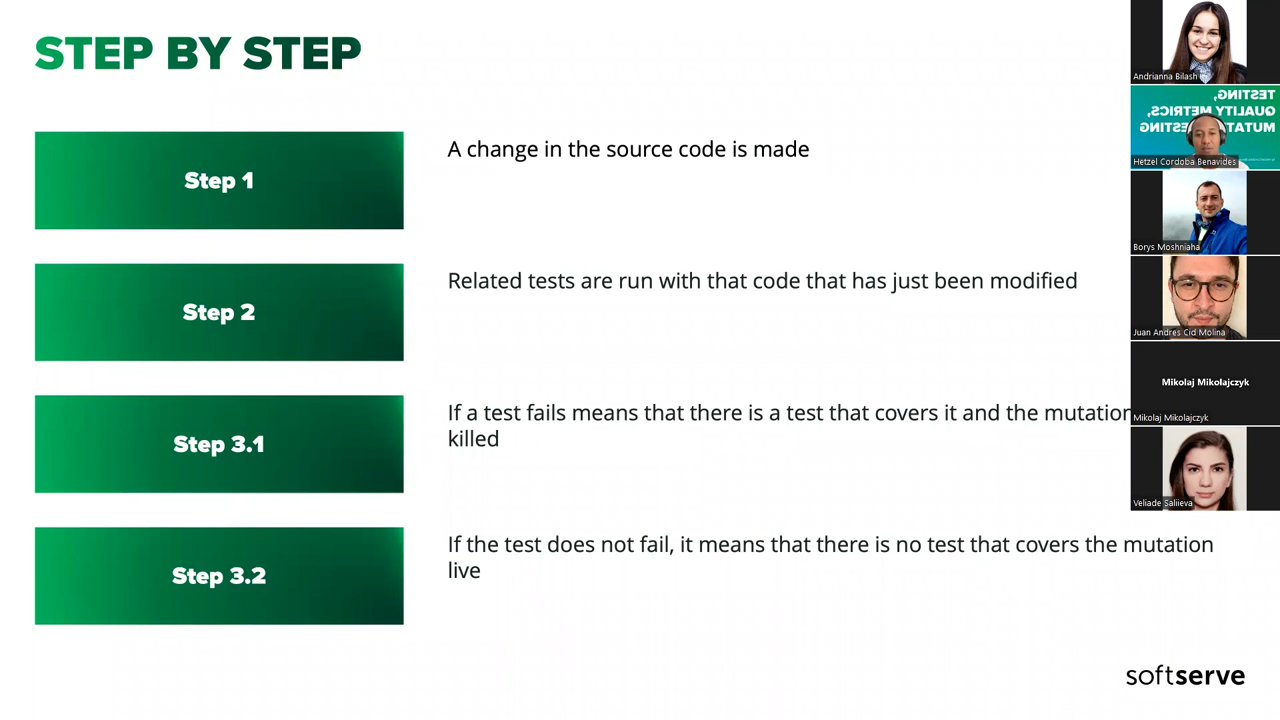 STEP BY STEP
Step 1
A change in the source code is made
Step 2
Related tests are run with that code that has just been modified
Step 3.1
If a test fails means that there is a test that covers it and the mutation
killed
Step 3.2
If the test does not fail, it means that there is no test that covers the mutation
live
softserve
Andrianna Bilash
TESTING,
QUALITY METRICS,
Hetzel Cordoba Benavides
Borys Moshniaha
Juan Andres Cid Molina
Mikolaj Mikołajczyk
Mikolaj Mikolajczyk
Veliade Saliieva